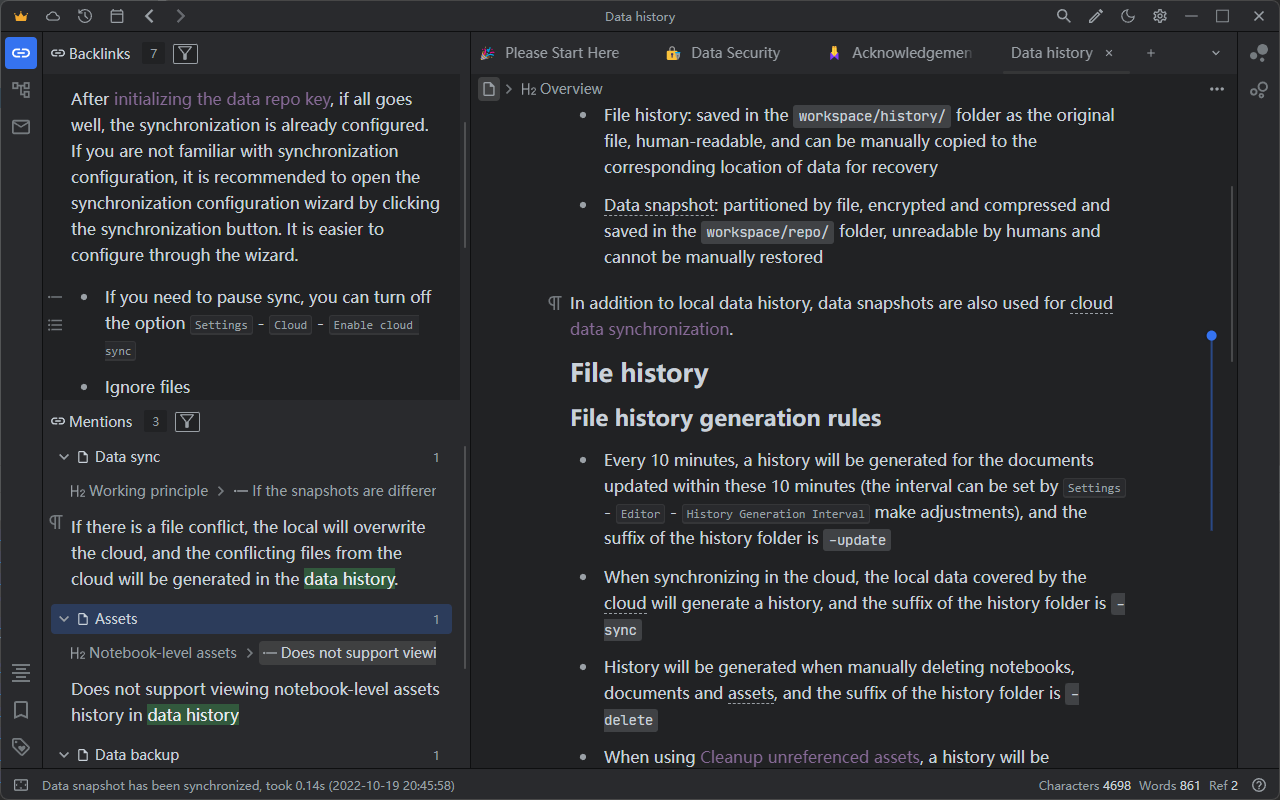 Data history
Backlinks 7
After initializing the data repo key, if all goes
well, the synchronization is already configured.
If you are not familiar with synchronization
configuration, it is recommended to open the
synchronization configuration wizard by clicking
the synchronization button. It is easier to
configure through the wizard.
If you need to pause sync, you can turn off
the option Settings - Cloud - Enable cloud
sync
Ignore files
Mentions 3
Data sync 1
H2 Working principle > If the snapshots are differer
If there is a file conflict, the local will overwrite
the cloud, and the conflicting files from the
cloud will be generated in the data history.
Assets 1
H2 Notebook-level assets > Does not support viewi
Does not support viewing notebook-level assets
history in data history
Data backup 1
Please Start Here Data Security Acknowledgemen Data history × +
> H2 Overview
• File history: saved in the workspace/history/ folder as the original
file, human-readable, and can be manually copied to the
corresponding location of data for recovery
• Data snapshot: partitioned by file, encrypted and compressed and
saved in the workspace/repo/ folder, unreadable by humans and
cannot be manually restored
¶ In addition to local data history, data snapshots are also used for cloud
data synchronization.
File history
File history generation rules
• Every 10 minutes, a history will be generated for the documents
updated within these 10 minutes (the interval can be set by Settings
- Editor - History Generation Interval make adjustments), and the
suffix of the history folder is -update
• When synchronizing in the cloud, the local data covered by the
cloud will generate a history, and the suffix of the history folder is -
sync
• History will be generated when manually deleting notebooks,
documents and assets, and the suffix of the history folder is -
delete
• When using Cleanup unreferenced assets, a history will be
Data snapshot has been synchronized, took 0.14s (2022-10-19 20:45:58)
Characters 4698 Words 861 Ref 2